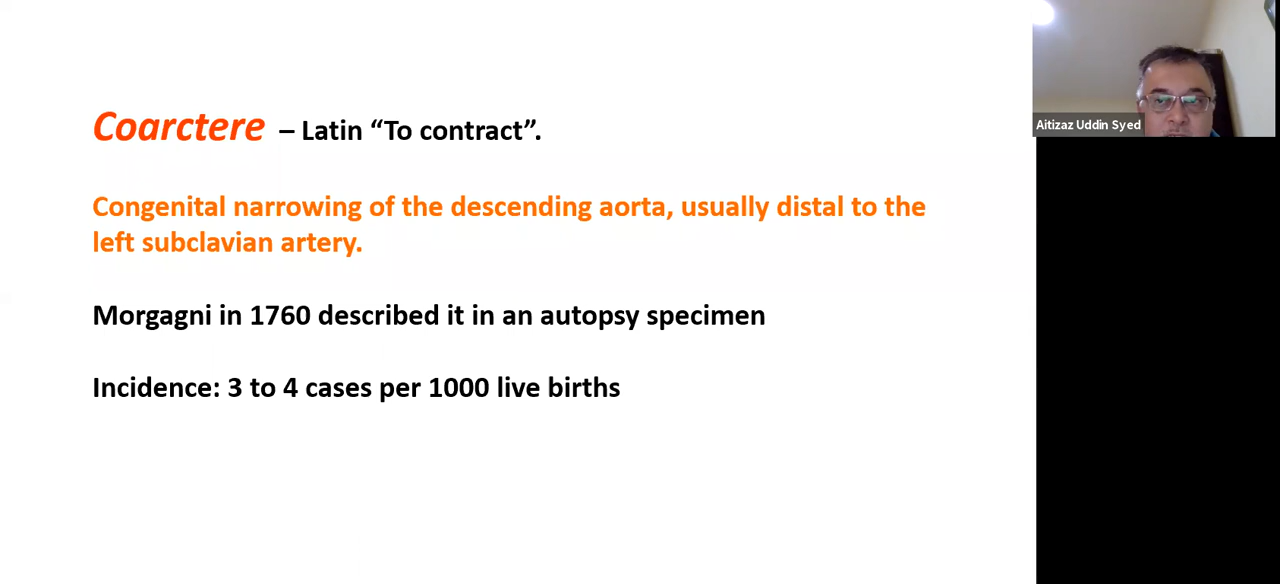 Coarctere – Latin “To contract”.
Congenital narrowing of the descending aorta, usually distal to the
left subclavian artery.
Morgagni in 1760 described it in an autopsy specimen
Incidence: 3 to 4 cases per 1000 live births
Aitizaz Uddin Syed